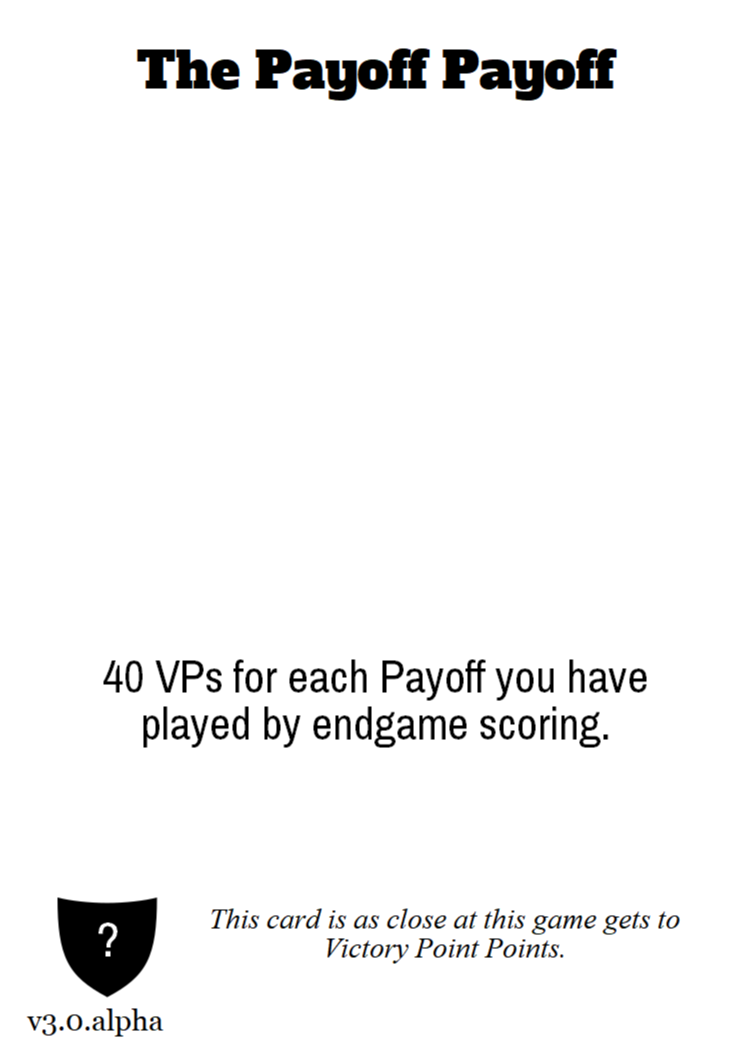 The Payoff Payoff
40 VPs for each Payoff you have
played by endgame scoring.
?
This card is as close at this game gets to
Victory Point Points.
v3.0.alpha